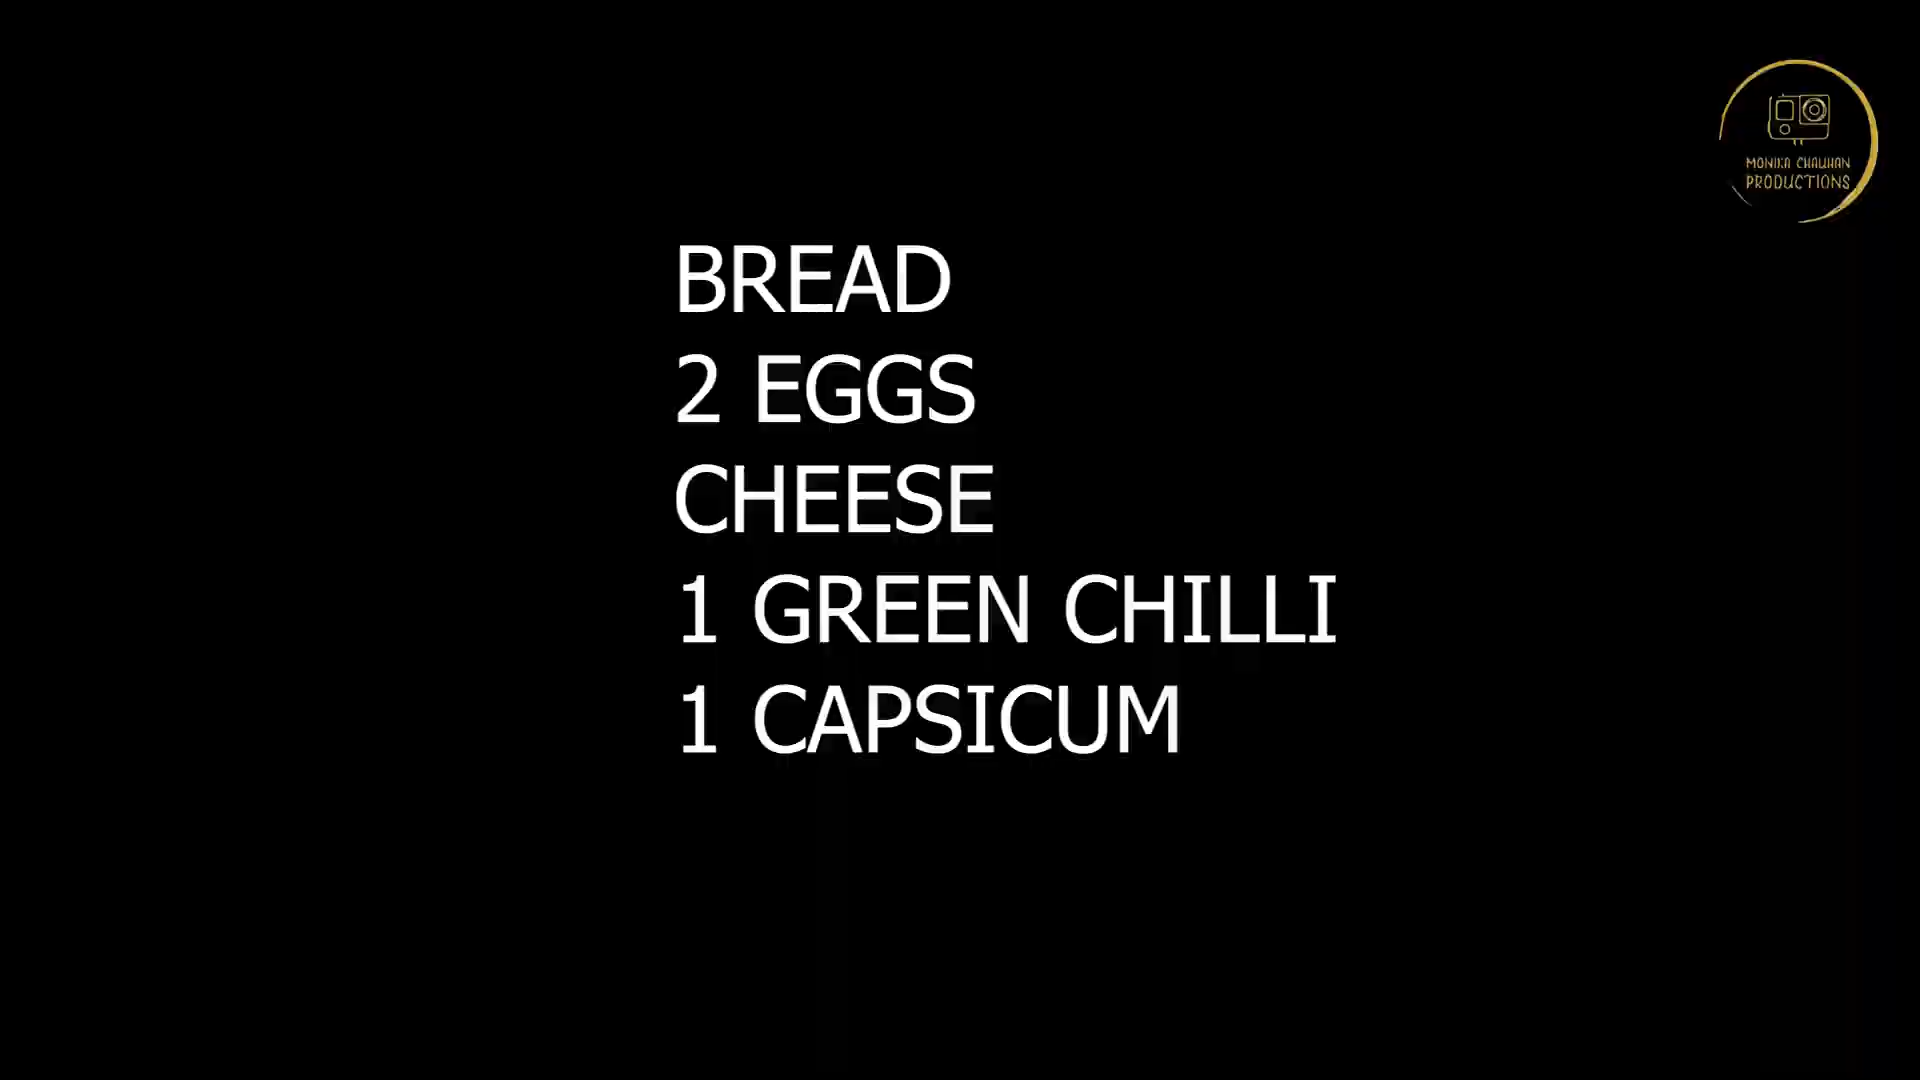 MONIKA CHAUHAN
PRODUCTIONS
BREAD
2 EGGS
CHEESE
1 GREEN CHILLI
1 CAPSICUM